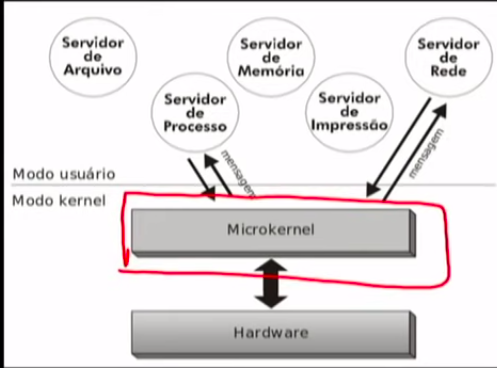 Servidor
de
Arquivo
Servidor
de
Memória
Servidor
de
Rede
Servidor
de
Processo
Servidor
de
Impressão
mensagem
mensagem
Modo usuário
Modo kernel
Microkernel
Hardware